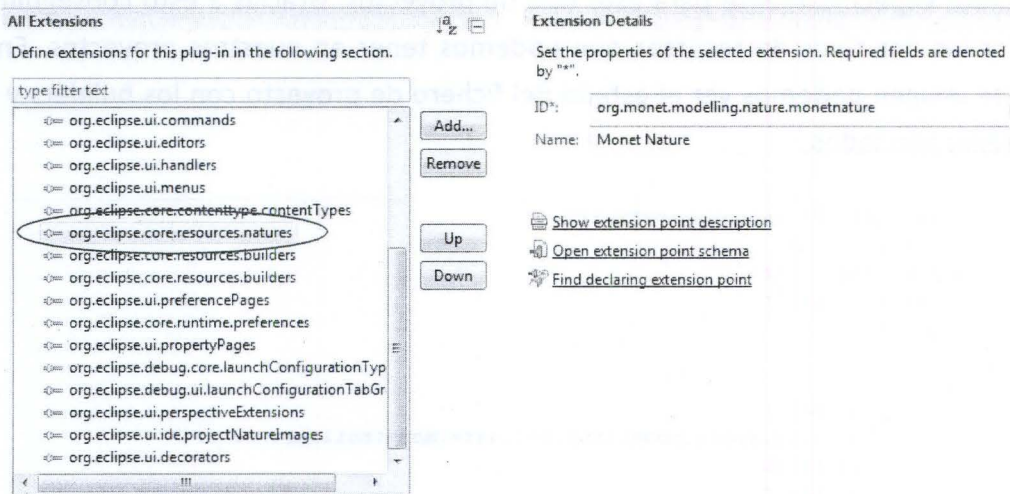 All Extensions
Define extensions for this plug-in in the following section.
type filter text
org.eclipse.ui.commands
org.eclipse.ui.editors
org.eclipse.ui.handlers
org.eclipse.ui.menus
org.eclipse.core.contenttype.contentTypes
org.eclipse.core.resources.natures
org.eclipse.core.resources.builders
org.eclipse.core.resources.builders
org.eclipse.ui.preferencePages
org.eclipse.core.runtime.preferences
org.eclipse.ui.propertyPages
org.eclipse.debug.core.launchConfigurationTyp
org.eclipse.debug.ui.launchConfigurationTabGr
org.eclipse.ui.perspectiveExtensions
org.eclipse.ui.ide.projectNatureImages
org.eclipse.ui.decorators
Add...
Remove
Up
Down
Extension Details
Set the properties of the selected extension. Required fields are denoted
by "*".
ID*: org.monet.modelling.nature.monetnature
Name: Monet Nature
Show extension point description
Open extension point schema
Find declaring extension point